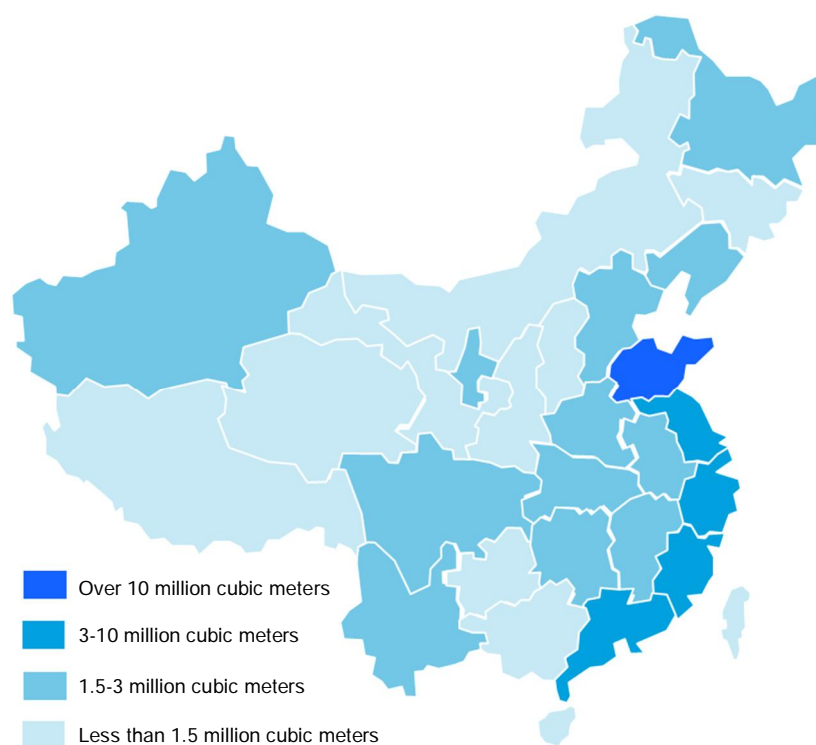 Over 10 million cubic meters
3-10 million cubic meters
1.5-3 million cubic meters
Less than 1.5 million cubic meters